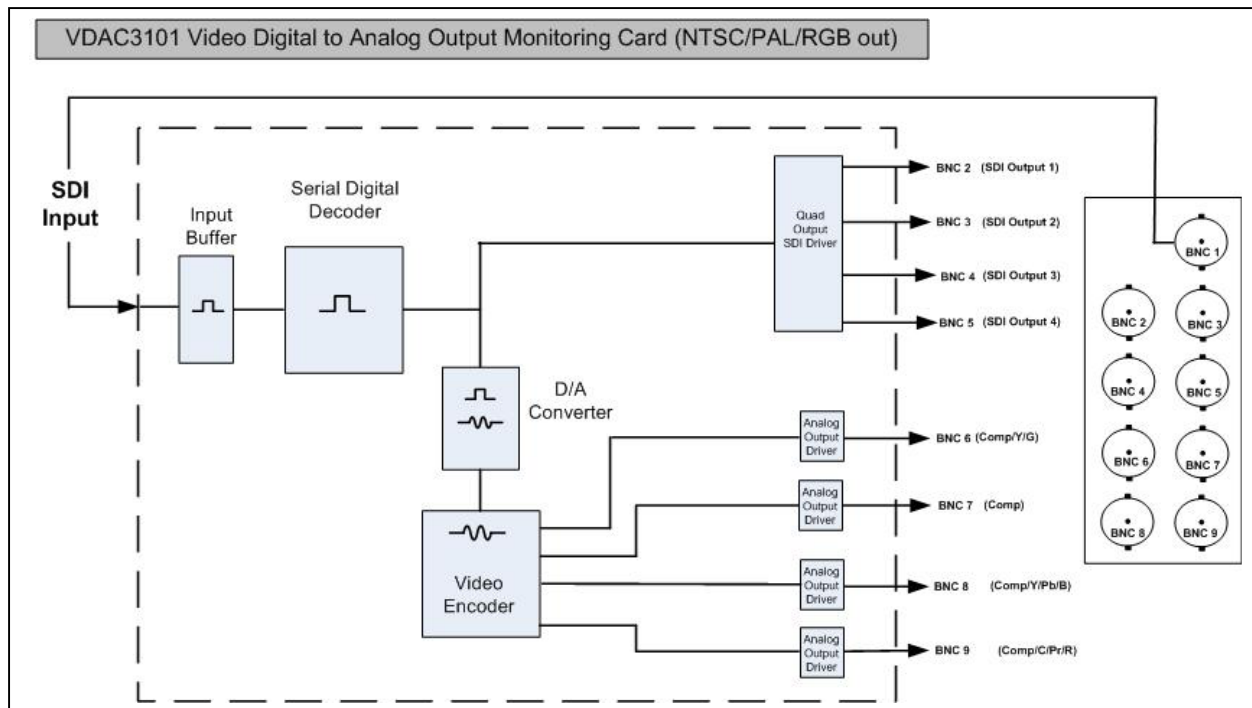 VDAC3101 Video Digital to Analog Output Monitoring Card (NTSC/PAL/RGB out)
SDI
Input
Input
Buffer
Serial Digital
Decoder
Quad
Output
SDI Driver
BNC 2 (SDI Output 1)
BNC 3 (SDI Output 2)
BNC 4 (SDI Output 3)
BNC 5 (SDI Output 4)
D/A
Converter
Video
Encoder
Analog
Output
Driver
BNC 6 (Comp/Y/G)
Analog
Output
Driver
BNC 7 (Comp)
Analog
Output
Driver
BNC 8 (Comp/Y/Pb/B)
Analog
Output
Driver
BNC 9 (Comp/C/Pr/R)
BNC 1
BNC 2
BNC 3
BNC 4
BNC 5
BNC 6
BNC 7
BNC 8
BNC 9